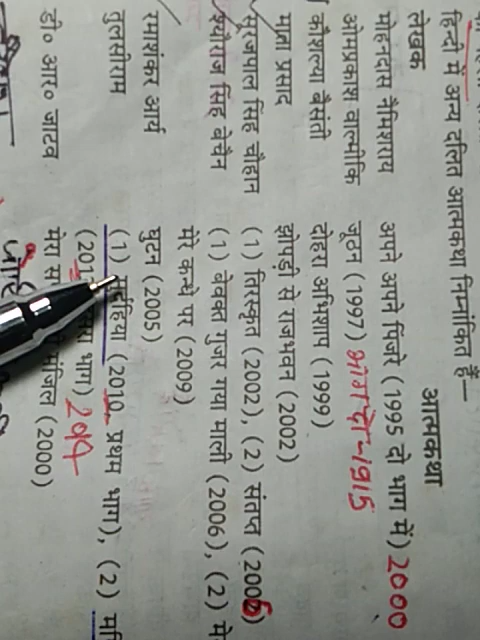 हिन्दी में अन्य दलित आत्मकथा निम्नांकित हैं—
लेखक आत्मकथा
मोहनदास नैमिशराय अपने अपने पिंजरे (1995 दो भाग में) 2000
ओमप्रकाश वाल्मीकि जूठन (1997) भाग दो-1915
कौशल्या बैसंती दोहरा अभिशाप (1999)
माता प्रसाद झोपड़ी से राजभवन (2002)
सूरजपाल सिंह चौहान (1) तिरस्कृत (2002), (2) संतप्त (2006)
श्यौराज सिंह बेचैन (1) बेवक्त गुजर गया माली (2006), (2) मे
मेरे कन्धे पर (2009)
रमाशंकर आर्य घुटन (2005)
तुलसीराम (1) (2010 प्रथम भाग), (2) म
भाग) 2014
डॉ० आर० जाटव मेरा मंजिल (2000)